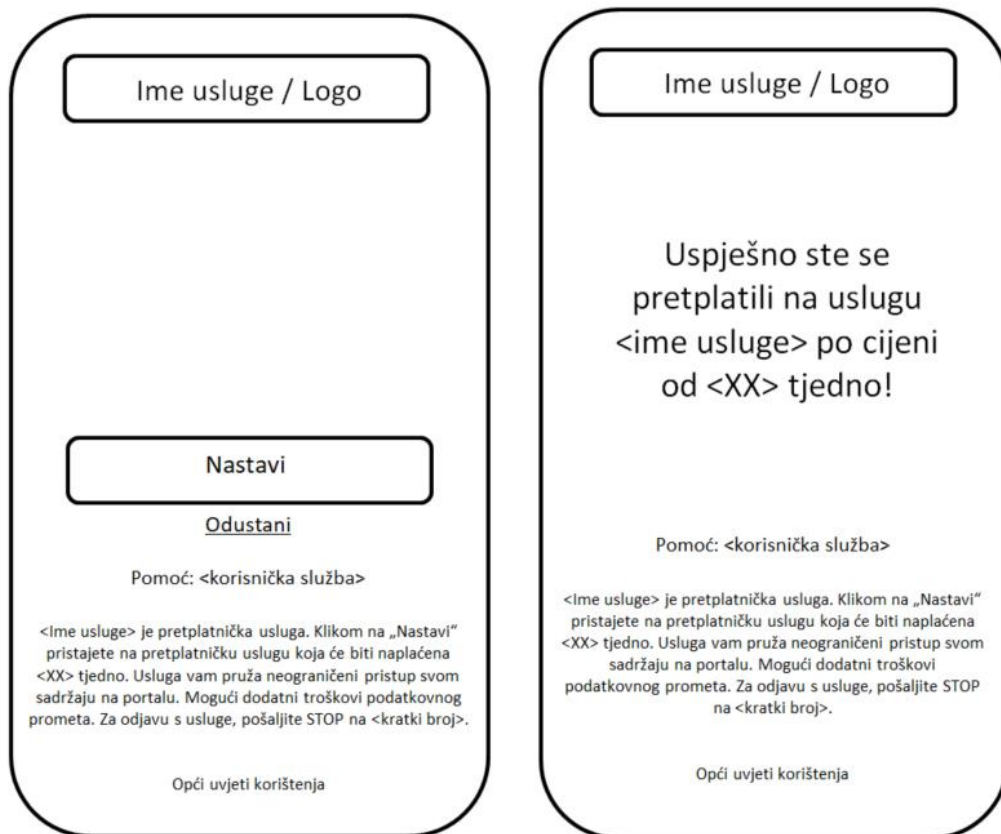 Ime usluge / Logo
Nastavi
Odustani
Pomoć: <korisnička služba>
<Ime usluge> je pretplatnička usluga. Klikom na „Nastavi“
pristajete na pretpladničku uslugu koja će biti naplaćena
<XX> tjedno. Usluga vam pruža neograničeni pristup svom
sadržaju na portalu. Mogući dodatni troškovi podatkovnog
prometa. Za odjavu s usluge, pošaljite STOP na <kratki broj>.
Opći uvjeti korištenja
Ime usluge / Logo
Uspješno ste se
pretplatili na uslugu
<ime usluge> po cijeni
od <XX> tjedno!
Pomoć: <korisnička služba>
<Ime usluge> je pretplatnička usluga. Klikom na „Nastavi“
pristajete na pretplatničku uslugu koja će biti naplaćena
<XX> tjedno. Usluga vam pruža neograničeni pristup svom
sadržaju na portalu. Mogući dodatni troškovi
podatkovnog prometa. Za odjavu s usluge, pošaljite STOP
na <kratki broj>.
Opći uvjeti korištenja